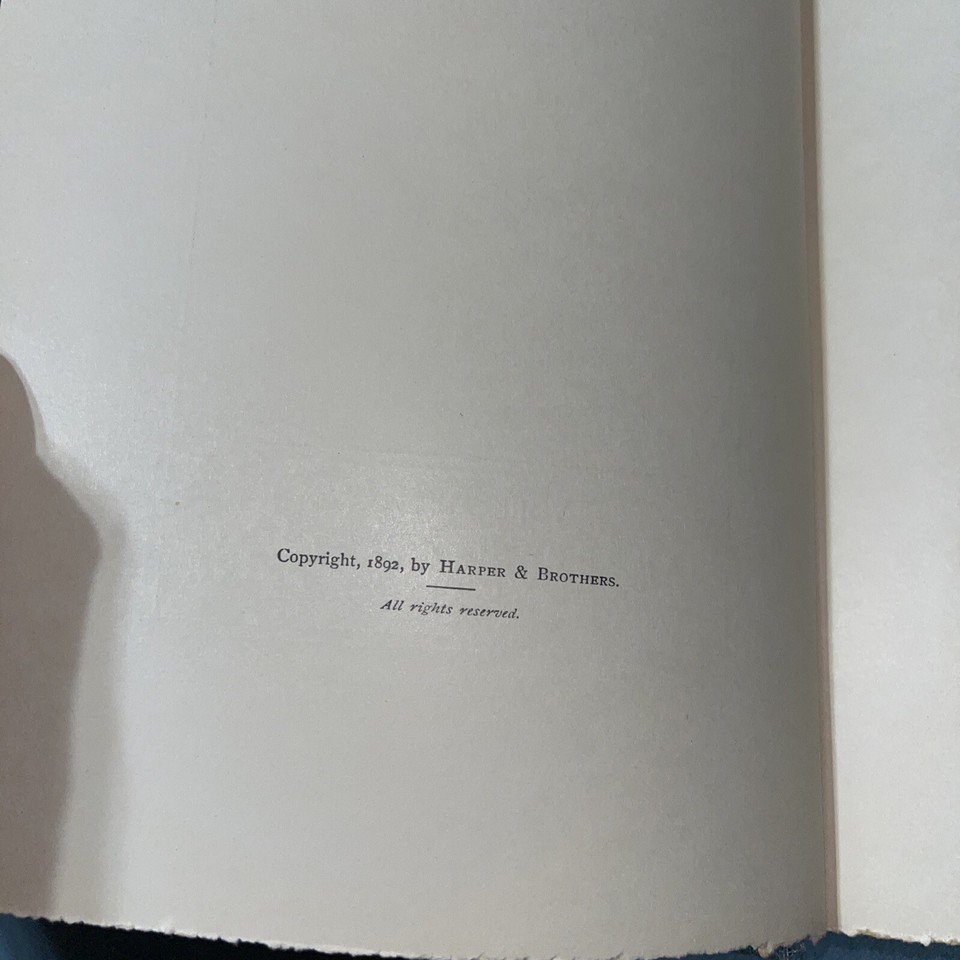 Copyright, 1892, by HARPER & BROTHERS.
All rights reserved.